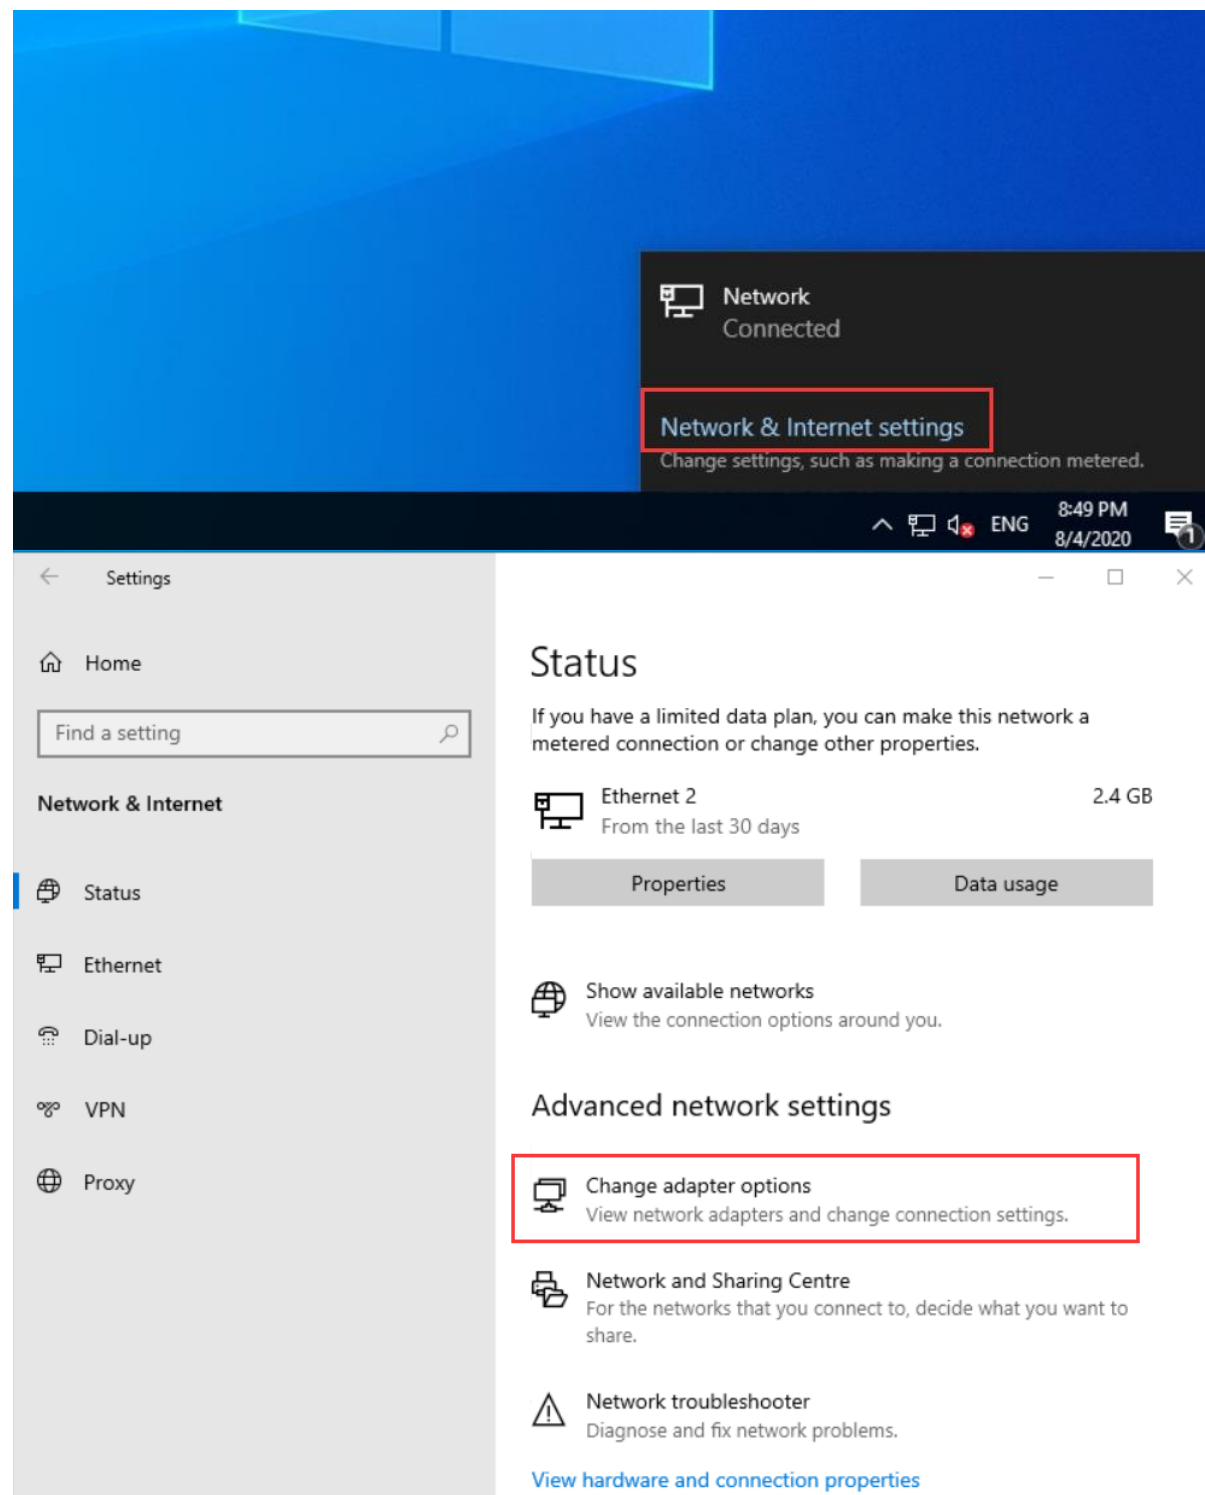 Network
Connected
Network & Internet settings
Change settings, such as making a connection metered.
ENG
8:49 PM
8/4/2020
1
Settings
Home
Find a setting
Network & Internet
Status
Ethernet
Dial-up
VPN
Proxy
Status
If you have a limited data plan, you can make this network a
metered connection or change other properties.
Ethernet 2
2.4 GB
From the last 30 days
Properties
Data usage
Show available networks
View the connection options around you.
Advanced network settings
Change adapter options
View network adapters and change connection settings.
Network and Sharing Centre
For the networks that you connect to, decide what you want to
share.
Network troubleshooter
Diagnose and fix network problems.
View hardware and connection properties